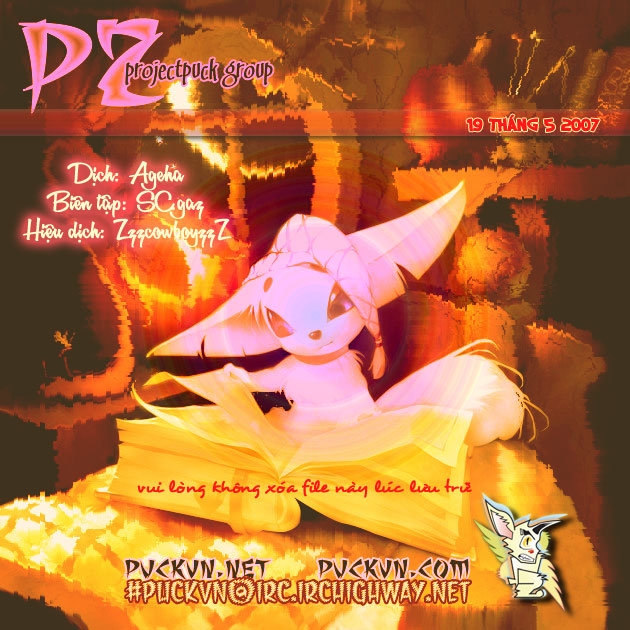 PZ
projectpuck group
19 THÁNG 5 2007
Dịch: Ageha
Biên tập: SCgaz
Hiệu dịch: ZzzcowboyzzZ
vui lòng không xóa file này lúc lưu trữ
PUCKVN.NET PUCKVN.COM
#PUCKVN@IRC.IRCHIGHWAY.NET